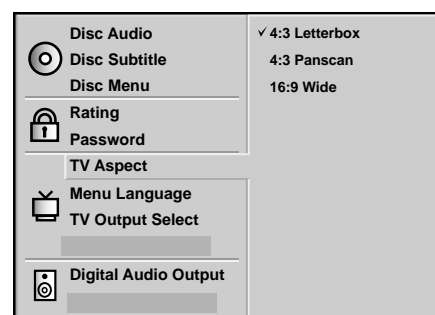 Disc Audio
Disc Subtitle
Disc Menu
Rating
Password
TV Aspect
Menu Language
TV Output Select
Digital Audio Output
✓ 4:3 Letterbox
4:3 Panscan
16:9 Wide